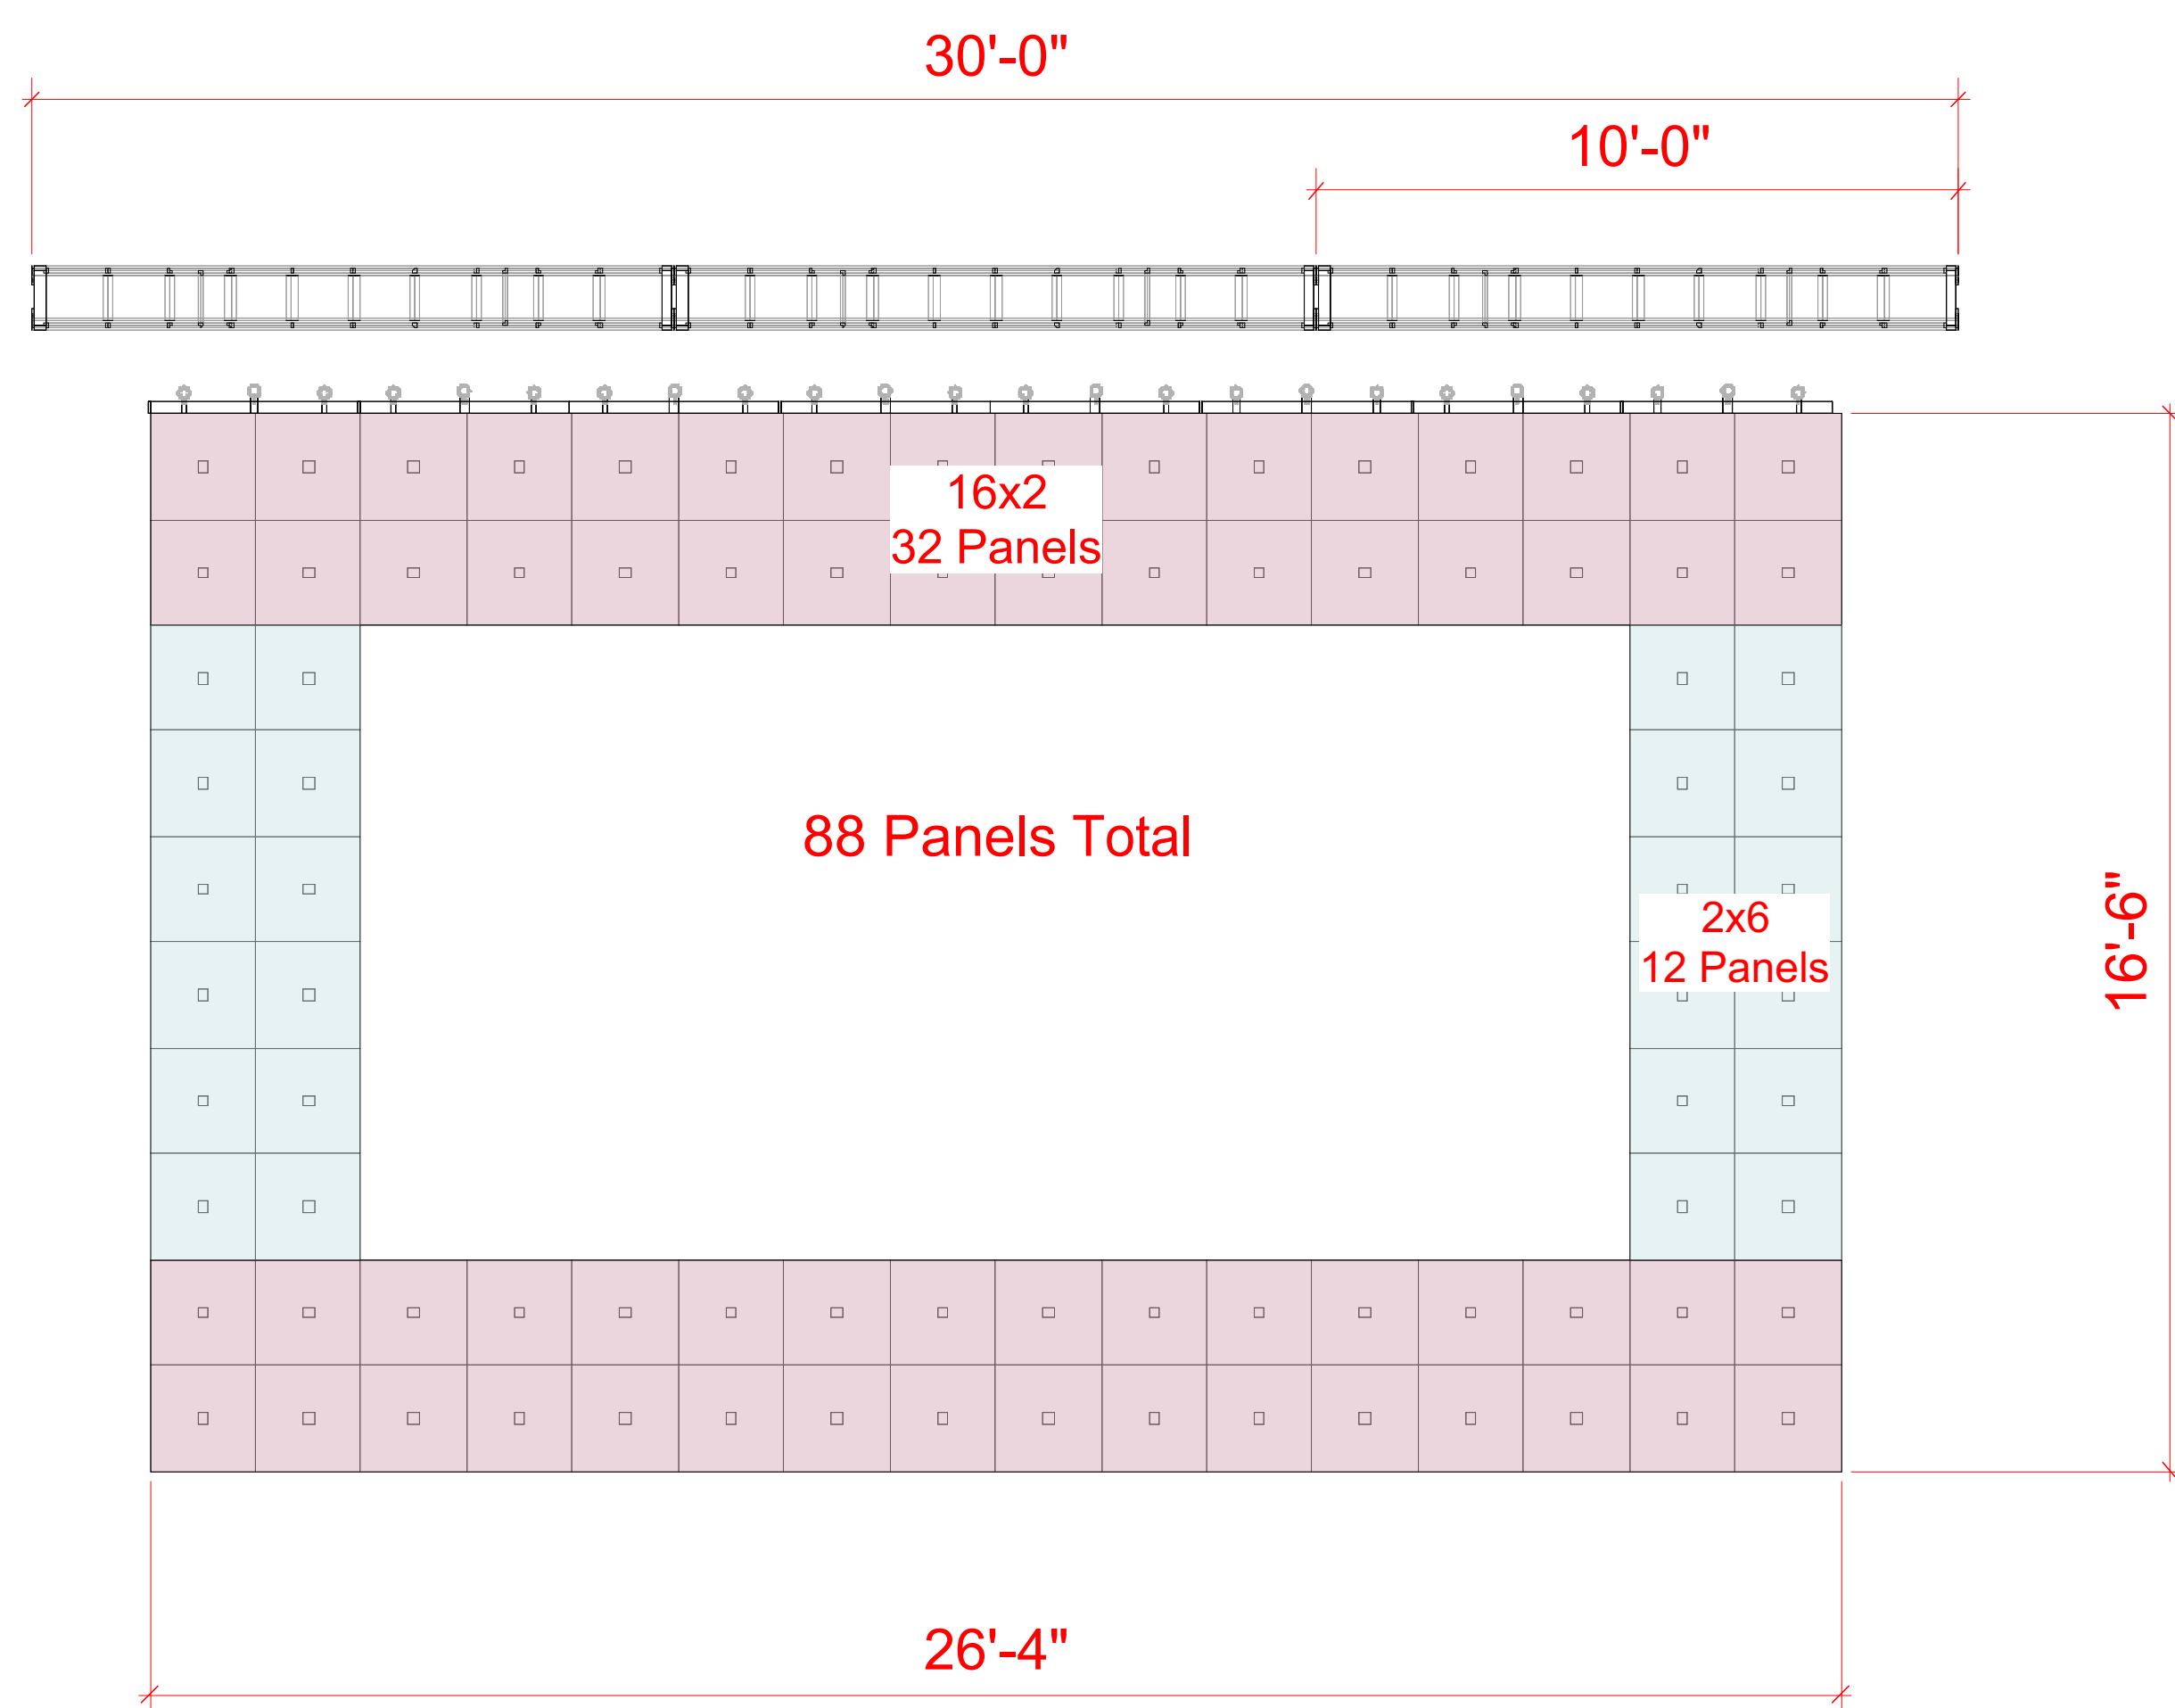 30'-0"
10'-0"
16x2
32 Panels
88 Panels Total
2x6
12 Panels
16'-6"
26'-4"